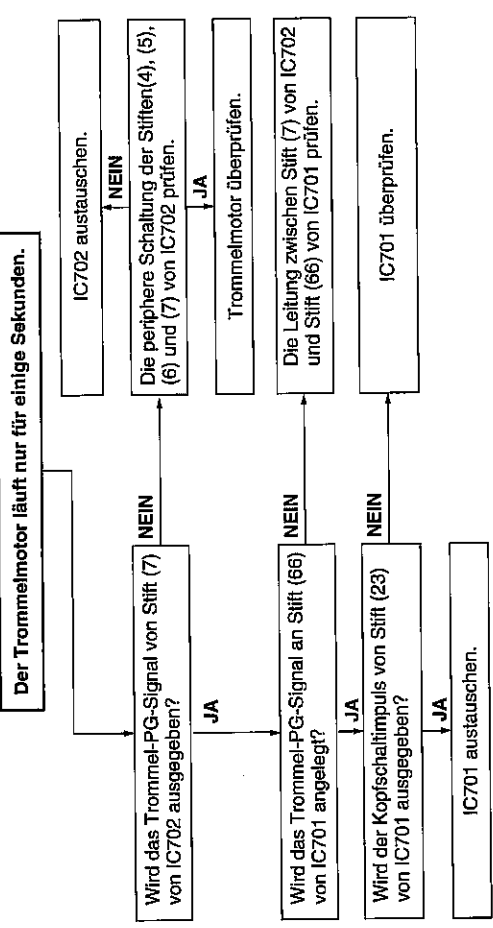 Der Trommelmotor läuft nur für einige Sekunden.
Wird das Trommel-PG-Signal von Stift (7)
von IC702 ausgegeben?
NEIN
JA
IC702 austauschen.
NEIN
Die periphere Schaltung der Stiften(4), (5),
(6) und (7) von IC702 prüfen.
JA
Trommelmotor überprüfen.
Wird das Trommel-PG-Signal an Stift (66)
von IC701 angelegt?
NEIN
JA
Die Leitung zwischen Stift (7) von IC702
und Stift (66) von IC701 prüfen.
Wird der Kopfschaltimpuls von Stift (23)
von IC701 ausgegeben?
NEIN
JA
IC701 überprüfen.
IC701 austauschen.